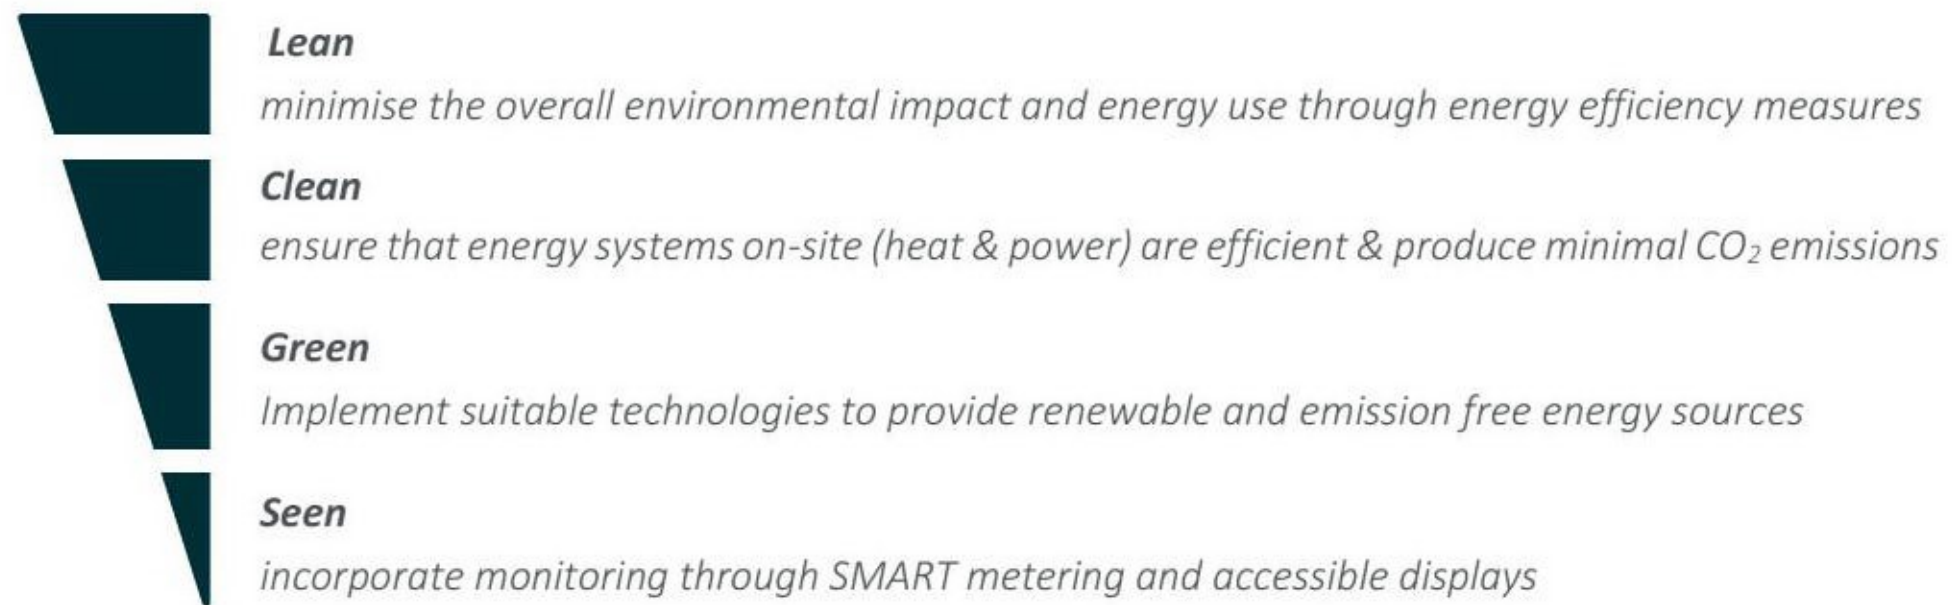 Lean
minimise the overall environmental impact and energy use through energy efficiency measures
Clean
ensure that energy systems on-site (heat & power) are efficient & produce minimal CO₂ emissions
Green
Implement suitable technologies to provide renewable and emission free energy sources
Seen
incorporate monitoring through SMART metering and accessible displays